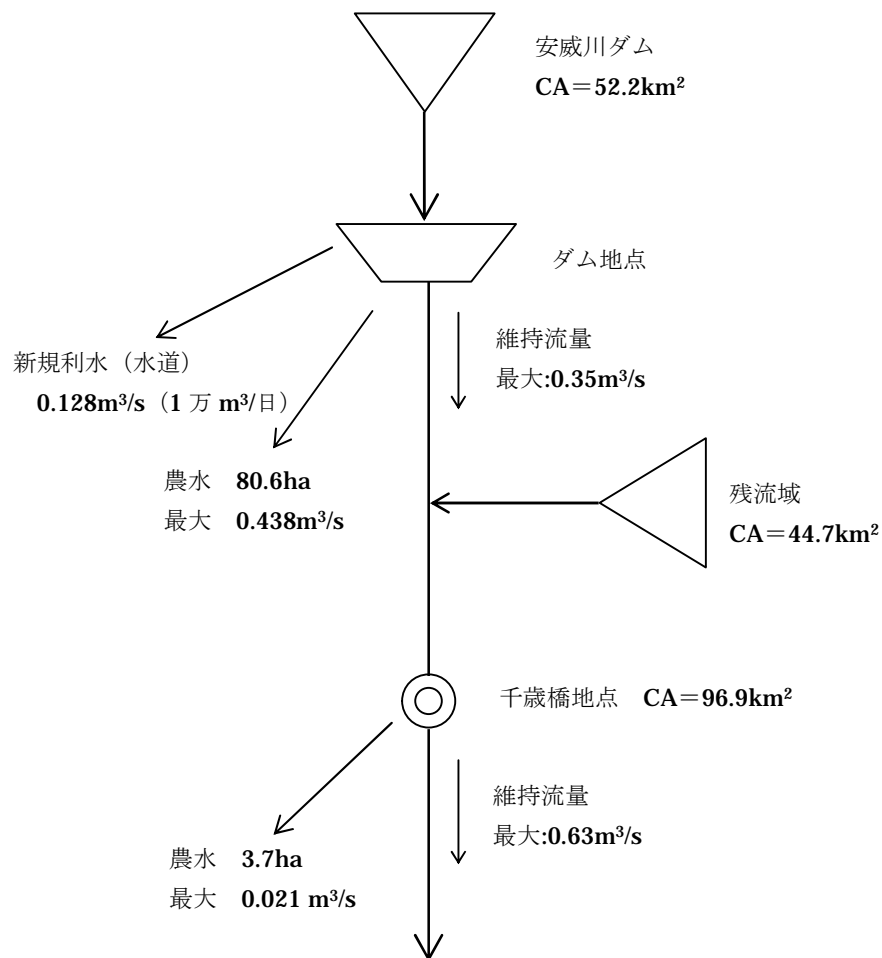 安威川ダム
CA＝52.2km²
ダム地点
維持流量
最大:0.35m³/s
新規利水（水道）
0.128m³/s（1 万 m³/日）
農水　80.6ha
最大　0.438m³/s
残流域
CA＝44.7km²
千歳橋地点　CA＝96.9km²
維持流量
最大:0.63m³/s
農水　3.7ha
最大　0.021 m³/s